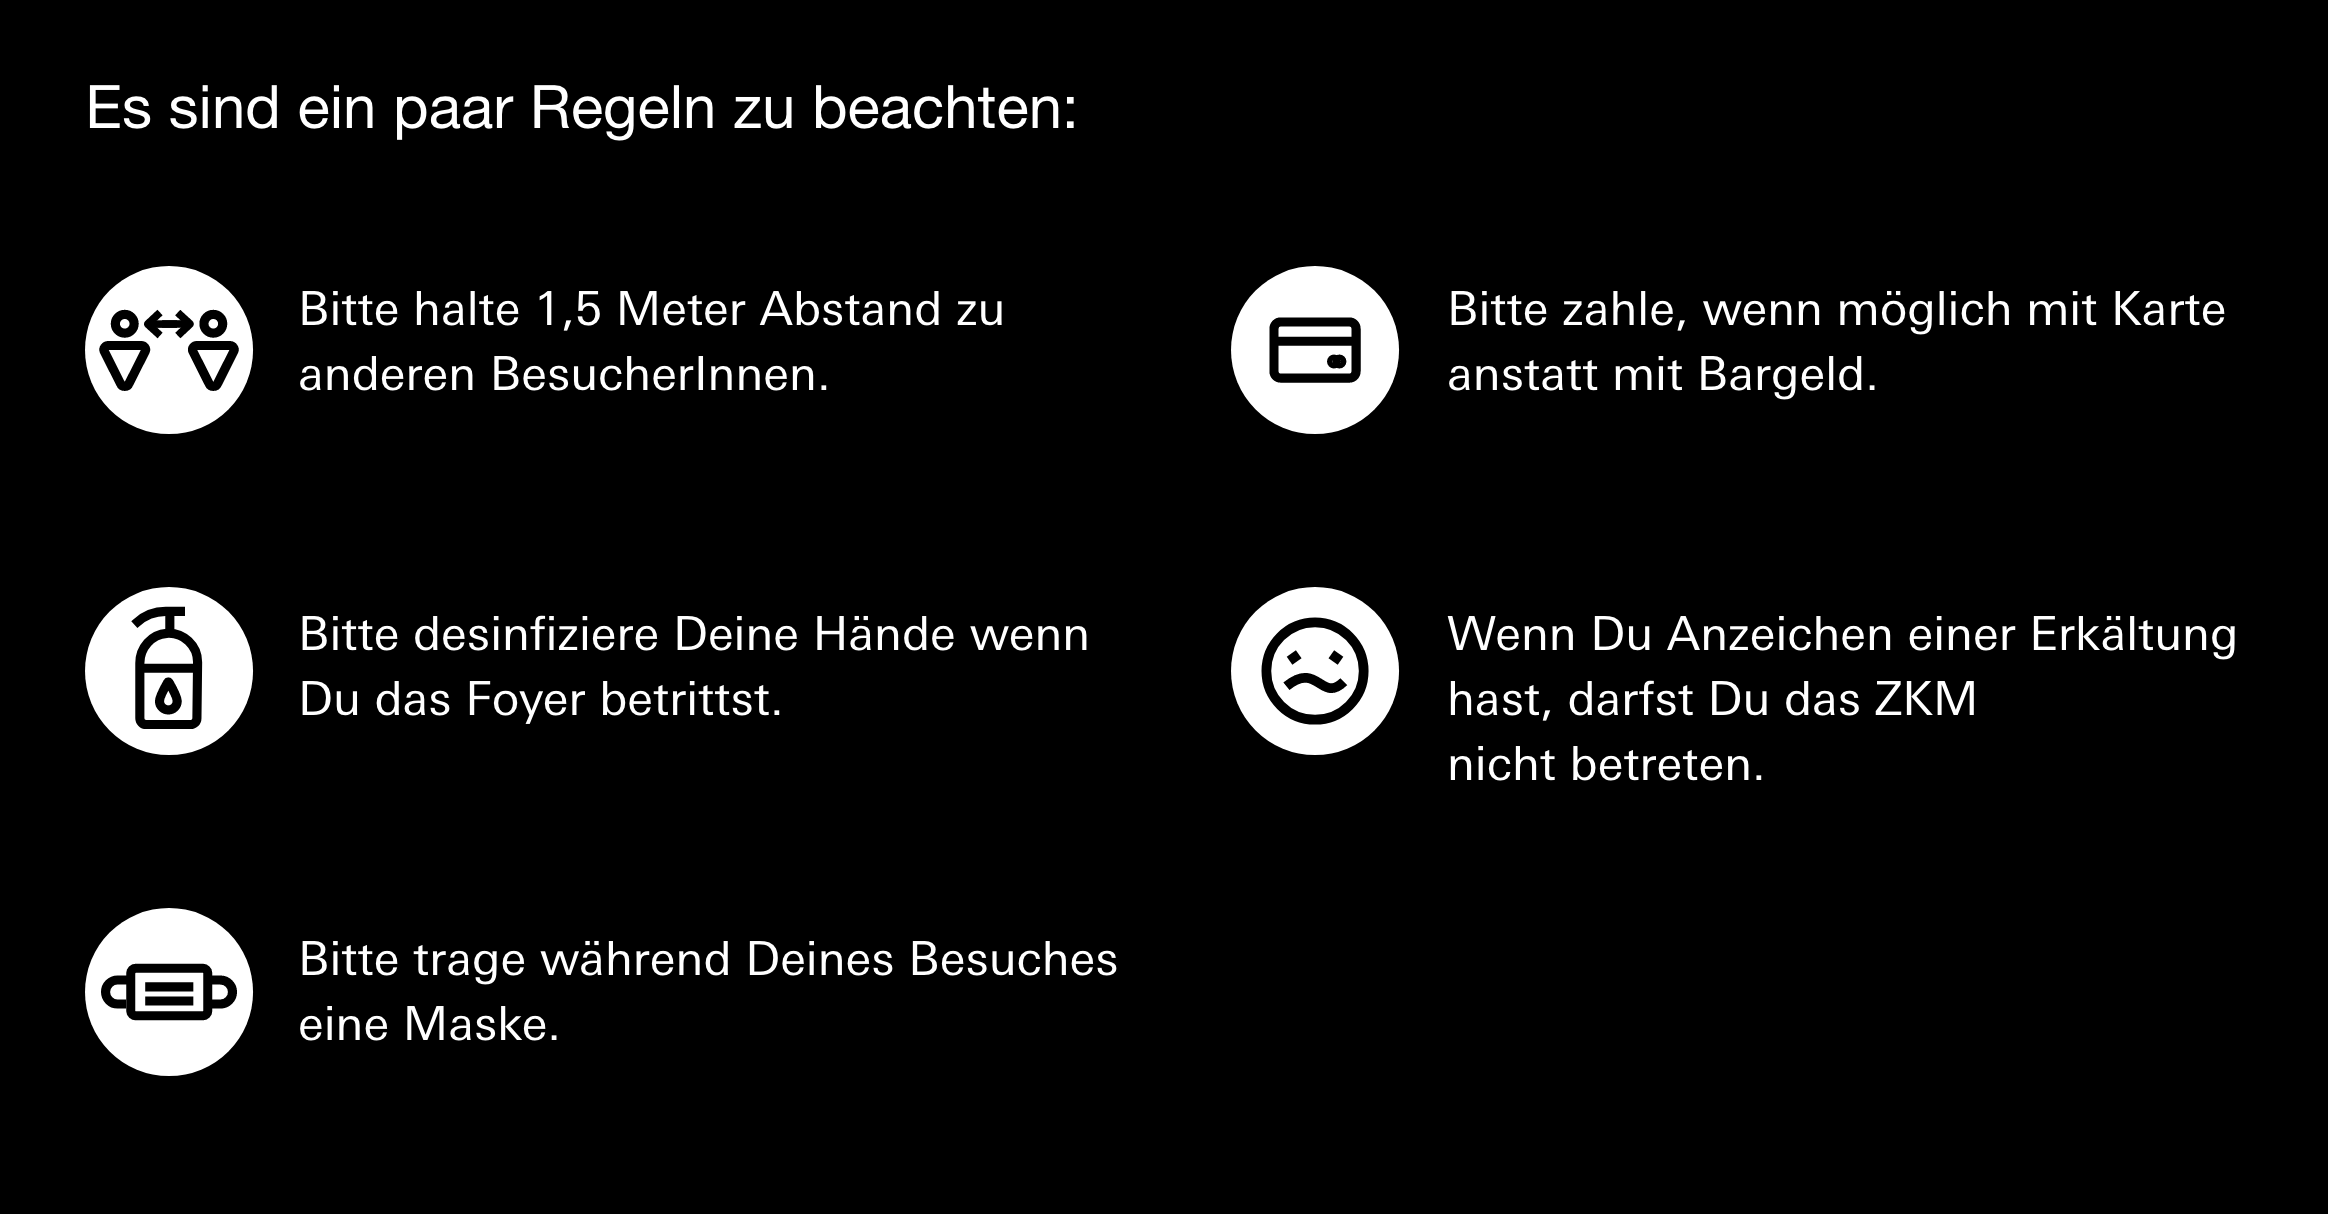 Es sind ein paar Regeln zu beachten:
Bitte halte 1,5 Meter Abstand zu
anderen BesucherInnen.
Bitte desinfiziere Deine Hände wenn
Du das Foyer betrittst.
Bitte trage während Deines Besuches
eine Maske.
Bitte zahle, wenn möglich mit Karte
anstatt mit Bargeld.
Wenn Du Anzeichen einer Erkältung
hast, darfst Du das ZKM
nicht betreten.